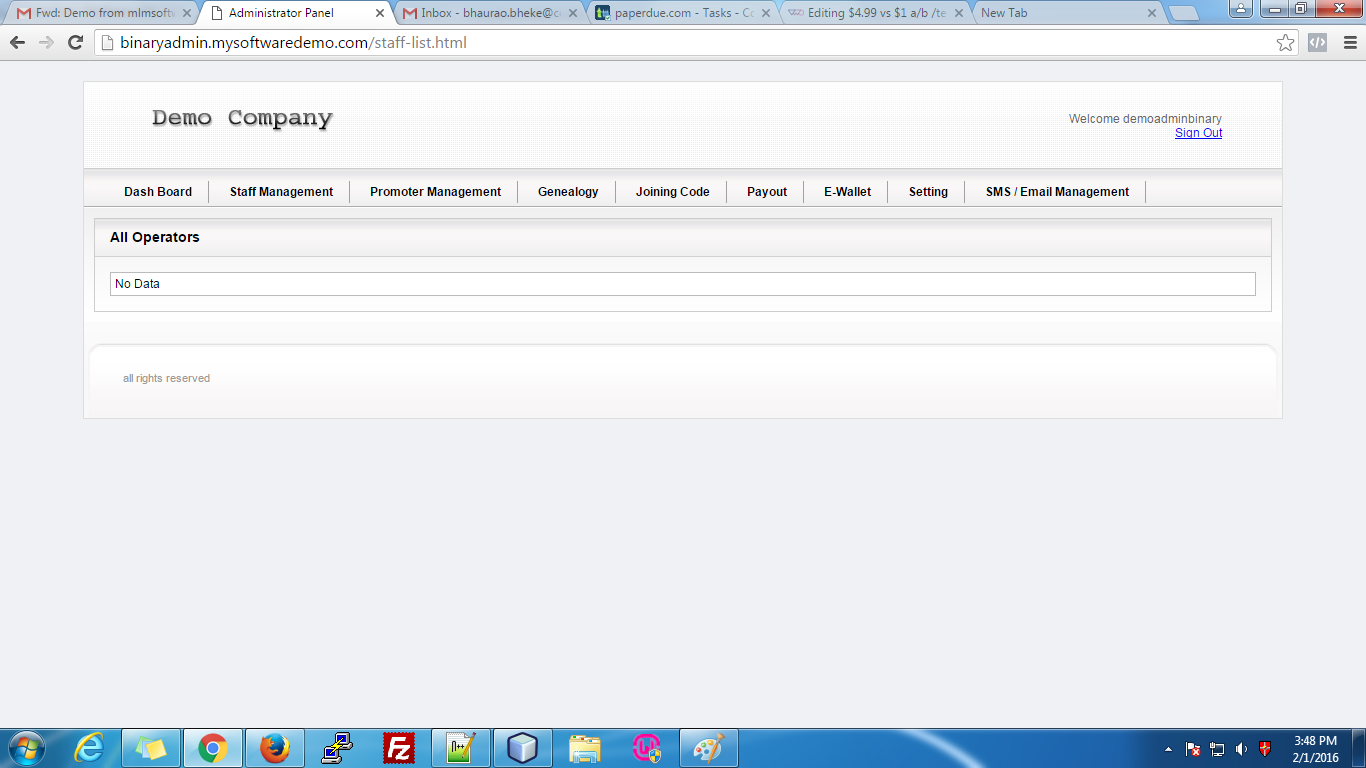 Fwd: Demo from mlmsoftw
Administrator Panel
Inbox - bhaurao.bheke@c
paperdue.com - Tasks - Co
Editing $4.99 vs $1 a/b /te
New Tab
binaryadmin.mysoftwaredemo.com/staff-list.html
Demo Company
Welcome demoadminbinary
Sign Out
Dash Board
Staff Management
Promoter Management
Genealogy
Joining Code
Payout
E-Wallet
Setting
SMS / Email Management
All Operators
No Data
all rights reserved
3:48 PM
2/1/2016